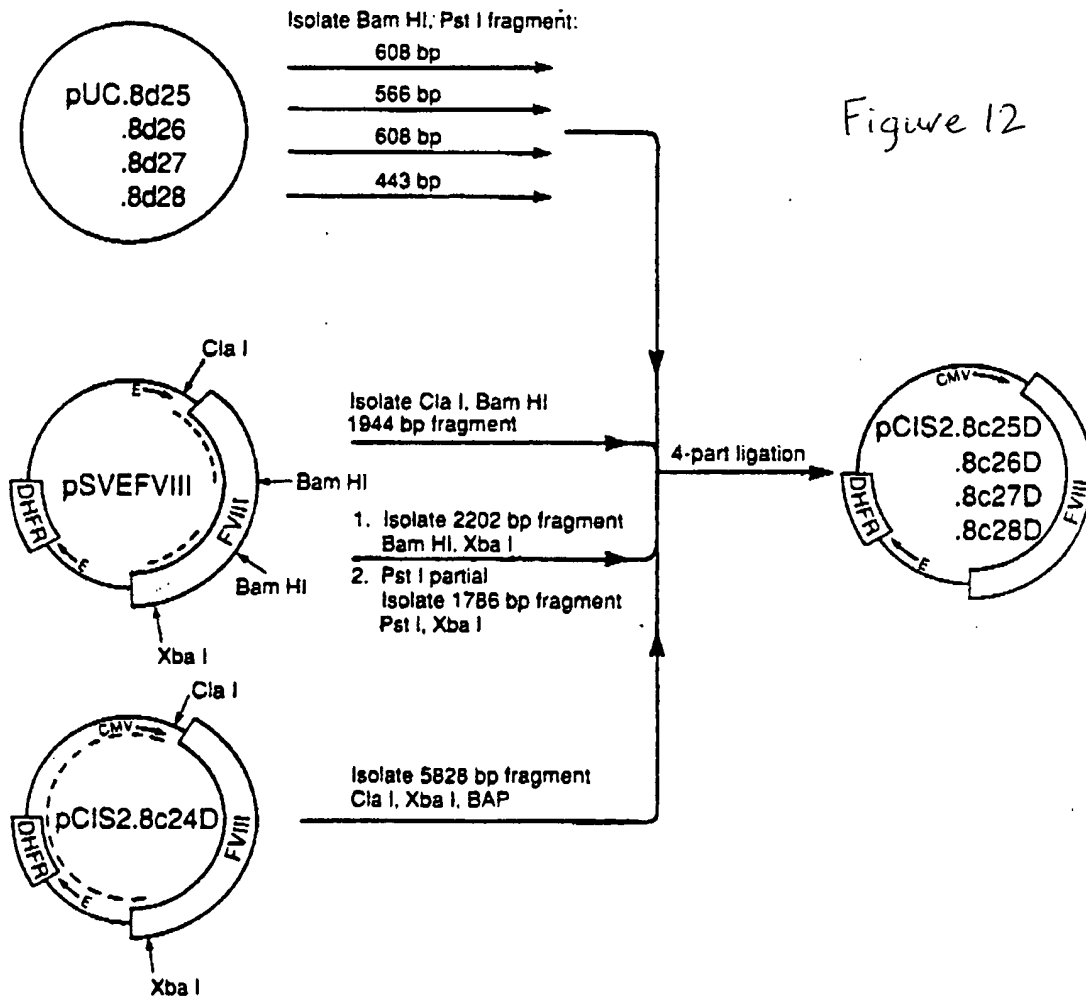 Isolate Bam HI, Pst I fragment:
608 bp
566 bp
608 bp
443 bp
pUC.8d25
.8d26
.8d27
.8d28
Figure 12
Cla I
E
pSVEFVIII
FVIII
DHFR
E
Bam HI
Bam HI
Xba I
Isolate Cla I, Bam HI
1944 bp fragment
1. Isolate 2202 bp fragment
Bam HI, Xba I
2. Pst I partial
Isolate 1786 bp fragment
Pst I, Xba I
4-part ligation
CMV
pCIS2.8c25D
.8c26D
.8c27D
.8c28D
DHFR
FVIII
E
Cla I
CMV
pCIS2.8c24D
FVIII
DHFR
E
Xba I
Isolate 5828 bp fragment
Cla I, Xba I, BAP